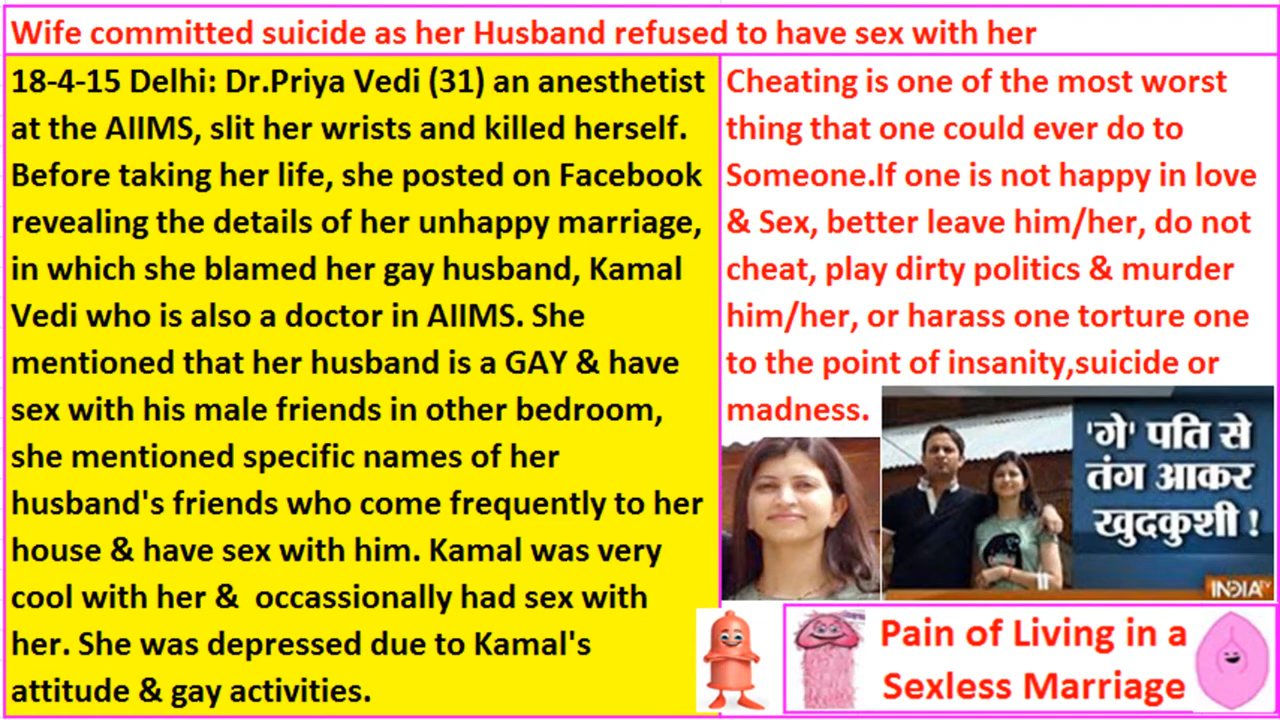 Wife committed suicide as her Husband refused to have sex with her
18-4-15 Delhi: Dr.Priya Vedi (31) an anesthetist
at the AIIMS, slit her wrists and killed herself.
Before taking her life, she posted on Facebook
revealing the details of her unhappy marriage,
in which she blamed her gay husband, Kamal
Vedi who is also a doctor in AIIMS. She
mentioned that her husband is a GAY & have
sex with his male friends in other bedroom,
she mentioned specific names of her
husband's friends who come frequently to her
house & have sex with him. Kamal was very
cool with her &  occassionally had sex with
her. She was depressed due to Kamal's
attitude & gay activities.
Cheating is one of the most worst
thing that one could ever do to
Someone.If one is not happy in love
& Sex, better leave him/her, do not
cheat, play dirty politics & murder
him/her, or harass one torture one
to the point of insanity,suicide or
madness.
'गे' पति से
तंग आकर
खुदकुशी !
INDIA TV
Pain of Living in a
Sexless Marriage